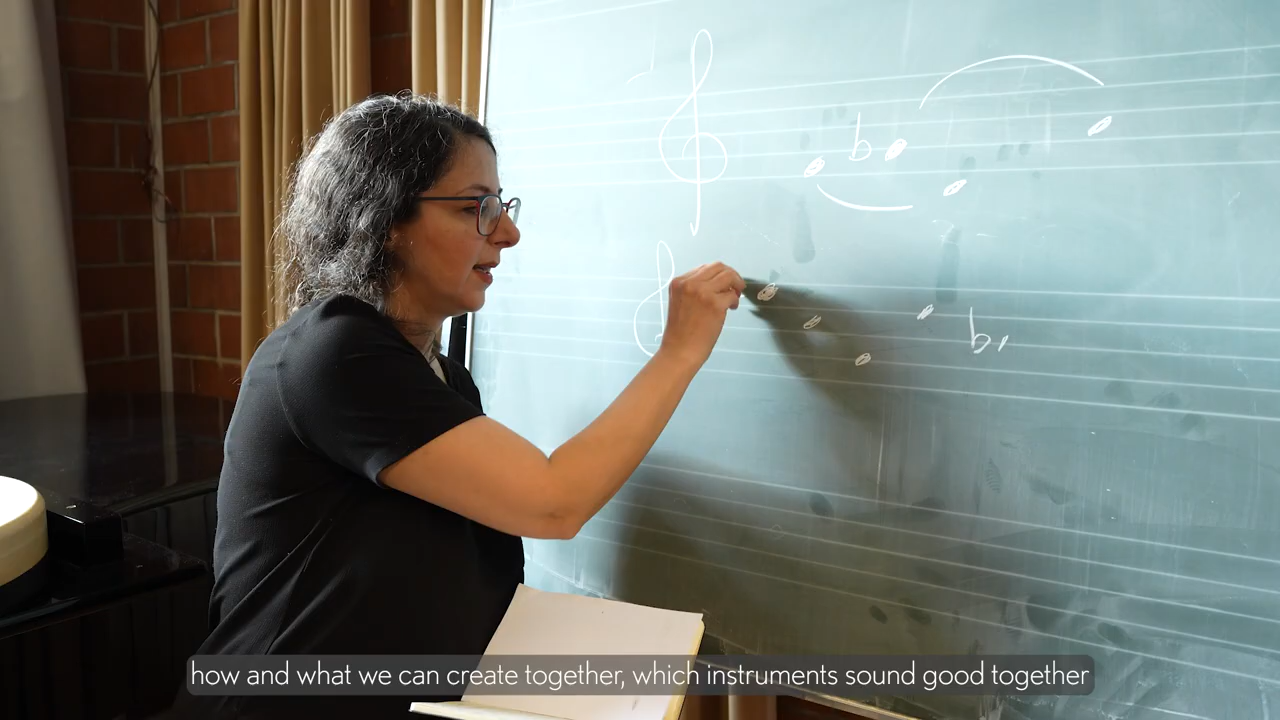 b
b
how and what we can create together, which instruments sound good together